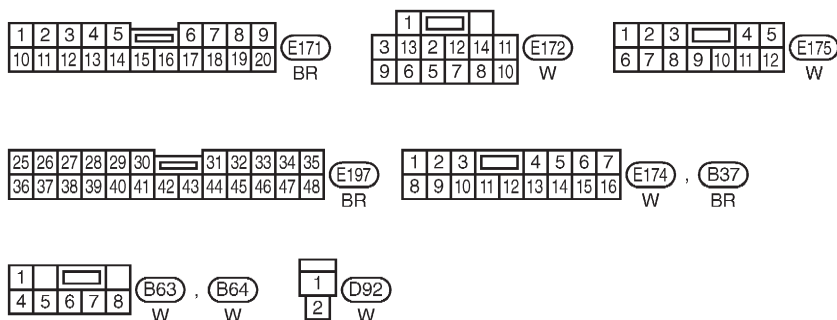 1 2 3 4 5 6 7 8 9 E171
10 11 12 13 14 15 16 17 18 19 20
BR
1
3 13 2 12 14 11 E172
9 6 5 7 8 10
W
1 2 3 4 5 E175
6 7 8 9 10 11 12
W
25 26 27 28 29 30 31 32 33 34 35 E197
36 37 38 39 40 41 42 43 44 45 46 47 48
BR
1 2 3 4 5 6 7 E174 , B37
8 9 10 11 12 13 14 15 16
W BR
1 B63 , B64
4 5 6 7 8
W W
1 D92
2
W